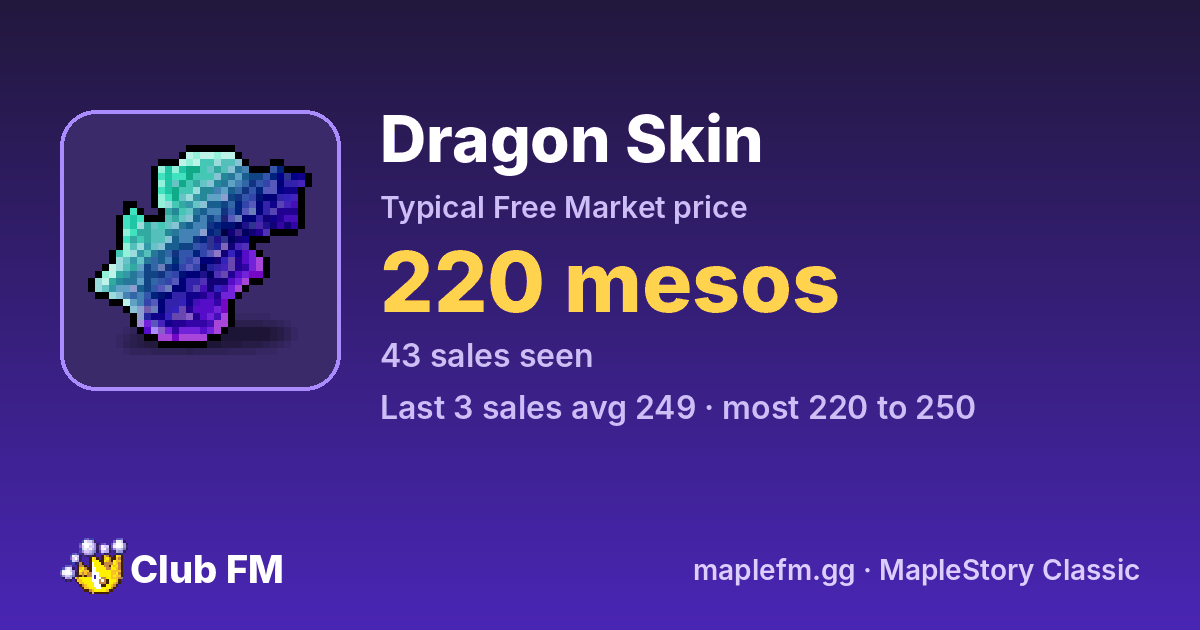 Dragon Skin
Typical Free Market price
220 mesos
43 sales seen
Last 3 sales avg 249 · most 220 to 250
Club FM
maplefm.gg · MapleStory Classic